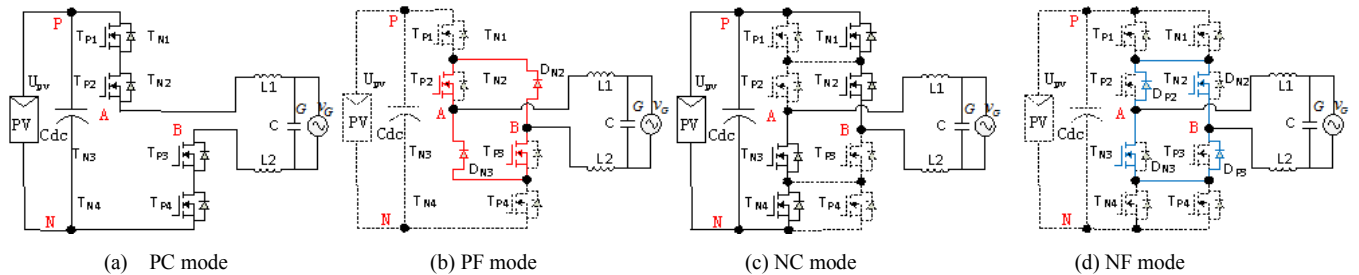 P
T_P1
T_N1
U_pv
T_P2
T_N2
L1
A
G
V_G
PV
Cdc
B
C
T_N3
T_P3
L2
T_N4
T_P4
N
(a) PC mode
P
T_P1
T_N1
U_pv
T_P2
T_N2
D_N2
L1
A
G
V_G
PV
Cdc
B
C
T_N3
T_P3
D_N3
L2
T_N4
T_P4
N
(b) PF mode
P
T_P1
T_N1
U_pv
T_P2
T_N2
L1
A
G
V_G
PV
Cdc
B
C
T_N3
T_P3
L2
T_N4
T_P4
N
(c) NC mode
P
T_P1
T_N1
U_pv
T_P2
T_N2
D_N2
D_P2
L1
A
G
V_G
PV
Cdc
B
C
T_N3
T_P3
D_N3
D_P3
L2
T_N4
T_P4
N
(d) NF mode